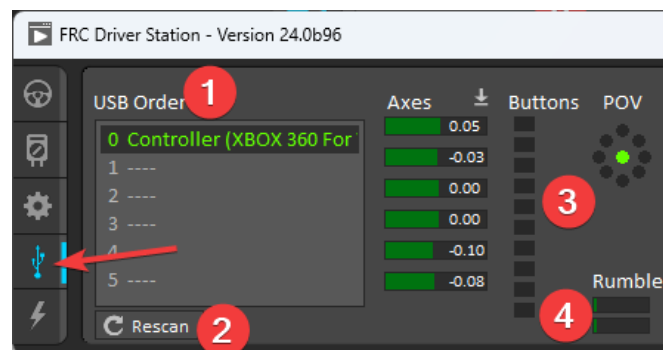 FRC Driver Station - Version 24.0b96
1
USB Order
Axes
Buttons
POV
0 Controller (XBOX 360 For
1 ----
2 ----
3 ----
4 ----
5 ----
0.05
-0.03
0.00
0.00
-0.10
-0.08
3
Rumble
4
Rescan
2